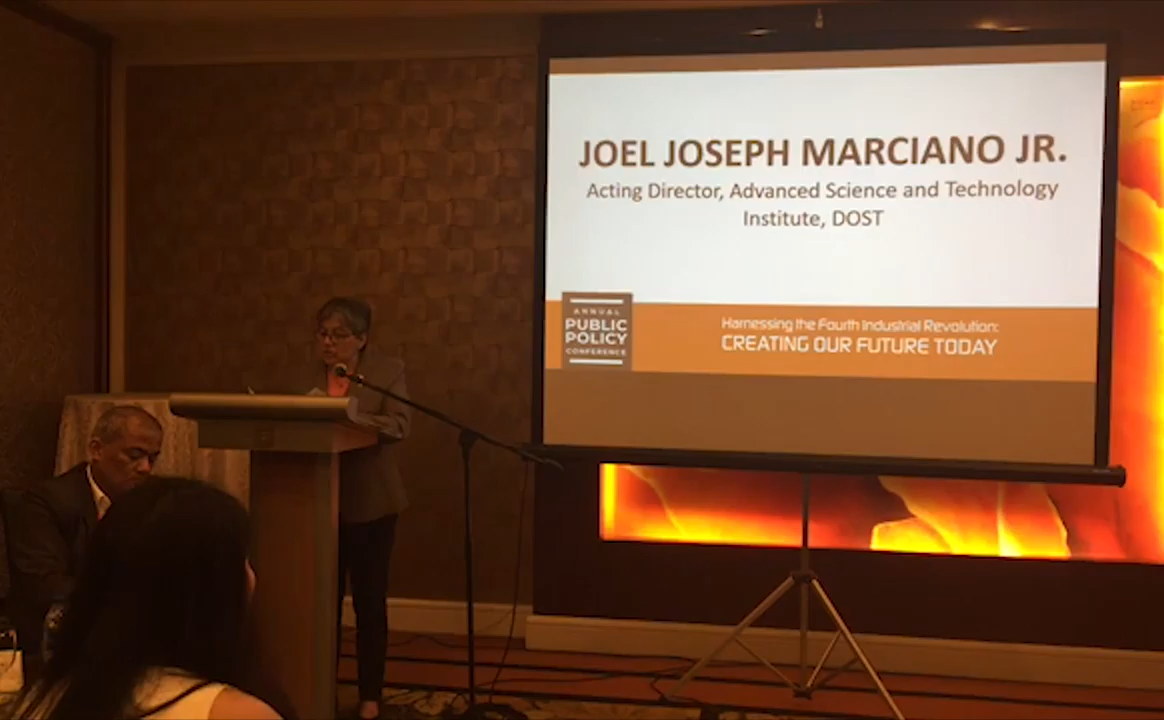 JOEL JOSEPH MARCIANO JR.
Acting Director, Advanced Science and Technology
Institute, DOST
ANNUAL
PUBLIC
POLICY
CONFERENCE
Harnessing the Fourth Industrial Revolution:
CREATING OUR FUTURE TODAY